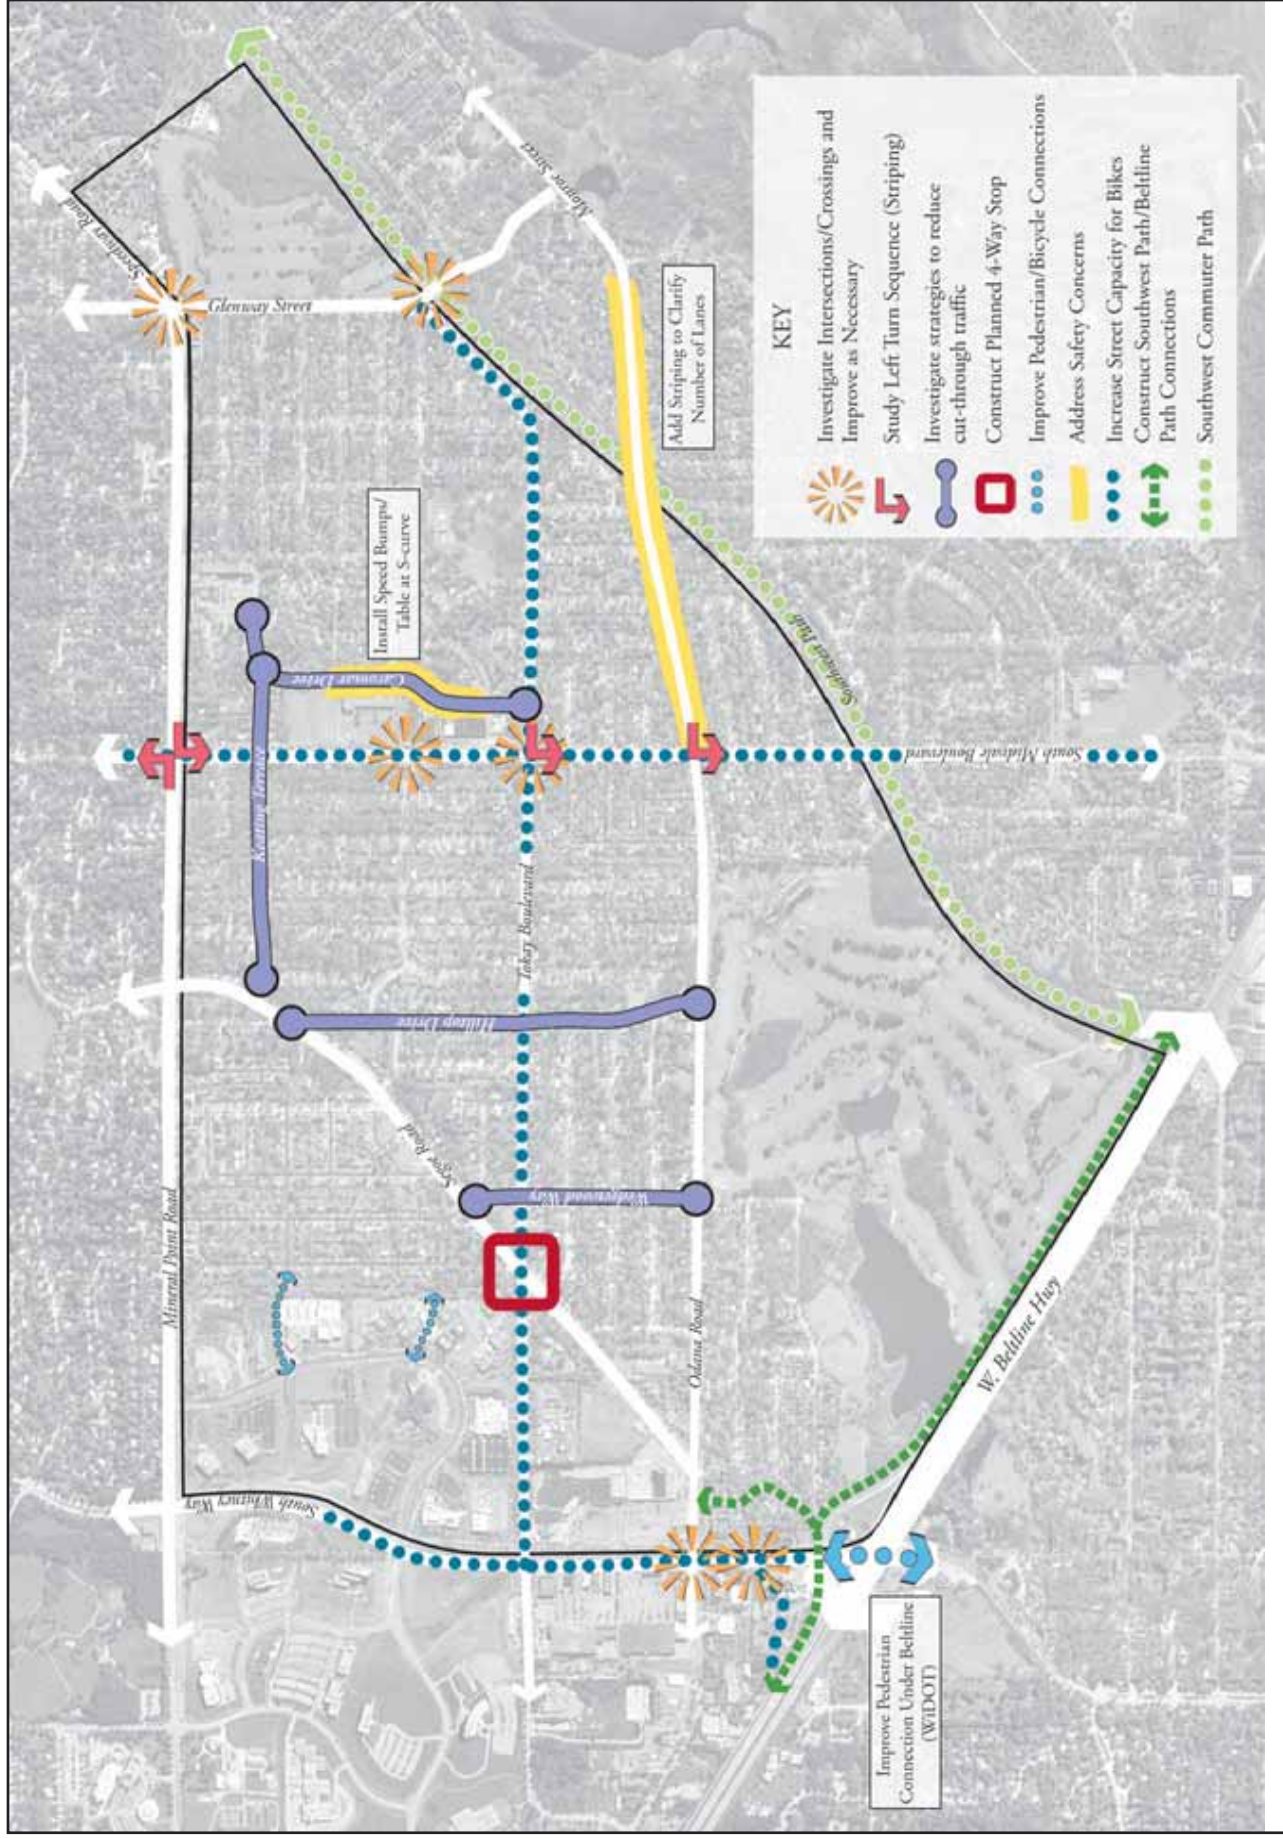 Speedway Road
Glenway Street
Monroe Street
Add Striping to Clarify
Number of Lanes
Install Speed Bumps/
Table at S-curve
Caromar Drive
Keating Terrace
Southwest Path
South Midvale Boulevard
Tokay Boulevard
Hilltop Drive
Segoe Road
Wedgewood Way
Mineral Point Road
Odana Road
W. Beltline Hwy
South Whitney Way
Improve Pedestrian
Connection Under Beltline
(WiDOT)
KEY
Investigate Intersections/Crossings and
Improve as Necessary
Study Left Turn Sequence (Striping)
Investigate strategies to reduce
cut-through traffic
Construct Planned 4-Way Stop
Improve Pedestrian/Bicycle Connections
Address Safety Concerns
Increase Street Capacity for Bikes
Construct Southwest Path/Beltline
Path Connections
Southwest Commuter Path